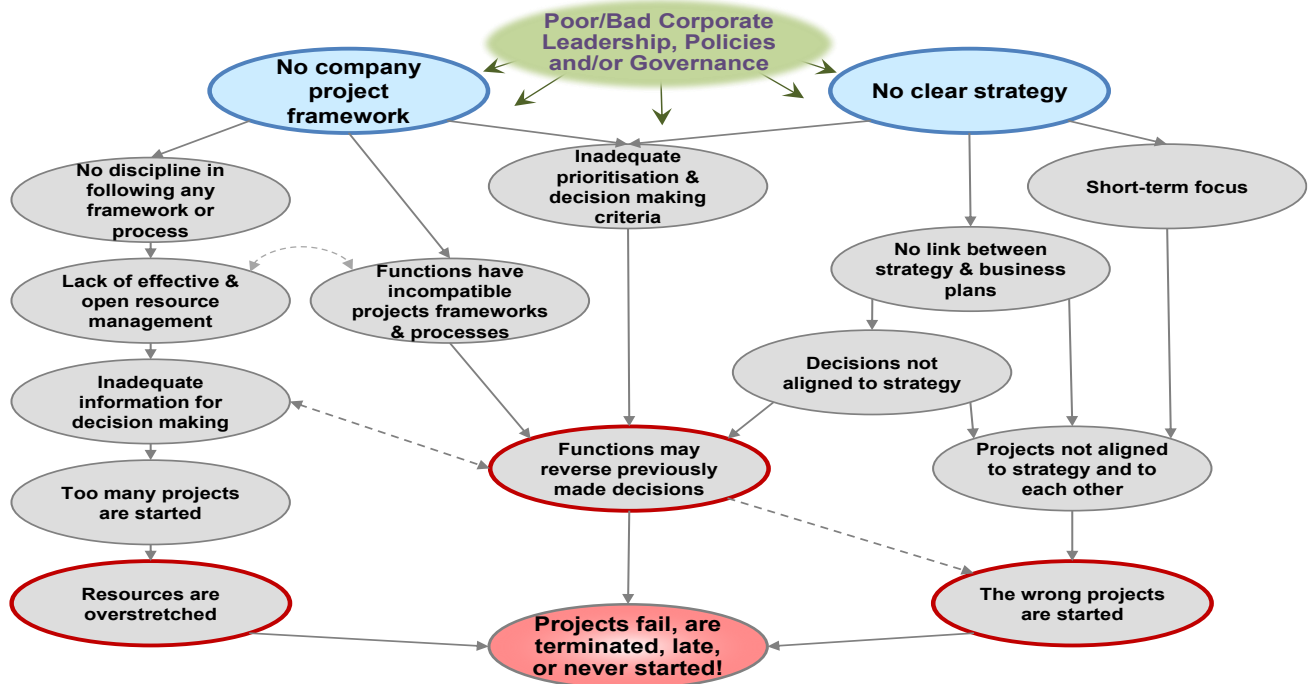 Poor/Bad Corporate
Leadership, Policies
and/or Governance
No company
project
framework
No clear strategy
No discipline in
following any
framework or
process
Inadequate
prioritisation &
decision making
criteria
Short-term focus
Lack of effective &
open resource
management
Functions have
incompatible
projects frameworks
& processes
No link between
strategy & business
plans
Decisions not
aligned to strategy
Inadequate
information for
decision making
Functions may
reverse previously
made decisions
Projects not aligned
to strategy and to
each other
Too many projects
are started
Resources are
overstretched
The wrong projects
are started
Projects fail, are
terminated, late,
or never started!